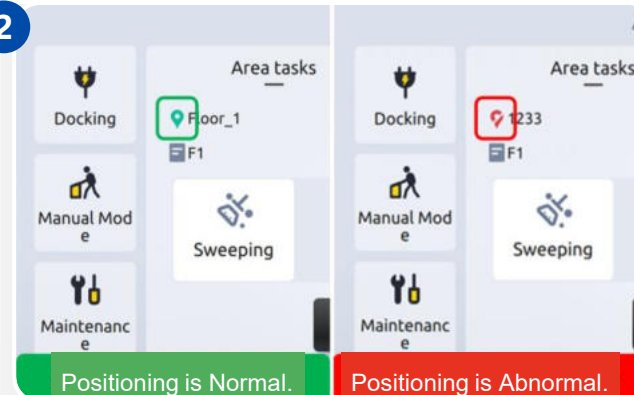 2
Area tasks
Docking
Floor_1
F1
Manual Mod
e
Sweeping
Maintenanc
e
Positioning is Normal.
Area tasks
Docking
1233
F1
Manual Mod
e
Sweeping
Maintenanc
e
Positioning is Abnormal.